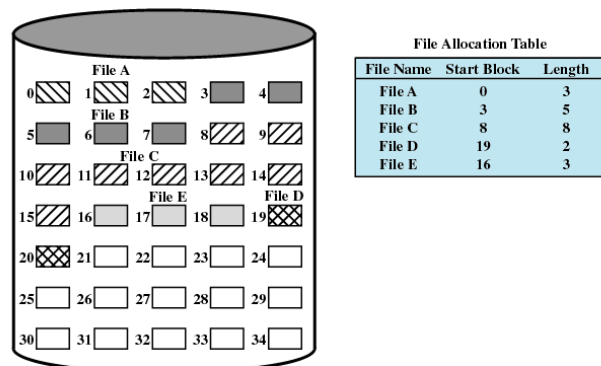 File Allocation Table
File Name Start Block Length
File A 0 3
File B 3 5
File C 8 8
File D 19 2
File E 16 3
File A
0 1 2 3 4
File B
5 6 7 8 9
File C
10 11 12 13 14
File E File D
15 16 17 18 19
20 21 22 23 24
25 26 27 28 29
30 31 32 33 34